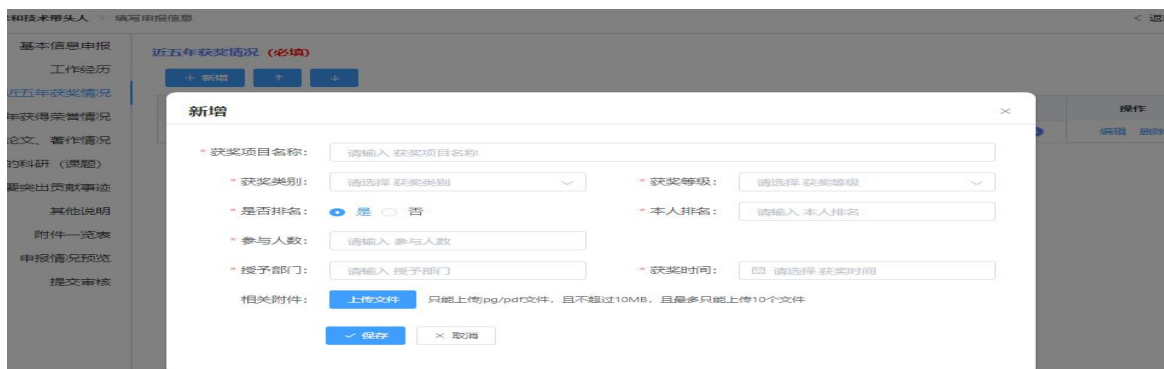 和技术带头人 > 填写申报信息
< 返
基本信息申报
工作经历
近五年获奖情况
年获得荣誉情况
论文、著作情况
的科研（课题）
要突出贡献事迹
其他说明
附件一览表
申报情况预览
提交审核
近五年获奖情况（必填）
+ 新增 ↑ ↓
操作
编辑 删除
新增 ×
* 获奖项目名称： 请输入 获奖项目名称
* 获奖类别： 请选择 获奖类别 * 获奖等级： 请选择 获奖等级
* 是否排名： 是 否 * 本人排名： 请输入 本人排名
* 参与人数： 请输入 参与人数
* 授予部门： 请输入 授予部门 * 获奖时间： 请选择 获奖时间
相关附件： 上传文件 只能上传jpg/pdf文件，且不超过10MB，且最多只能上传10个文件
✓ 保存 × 取消